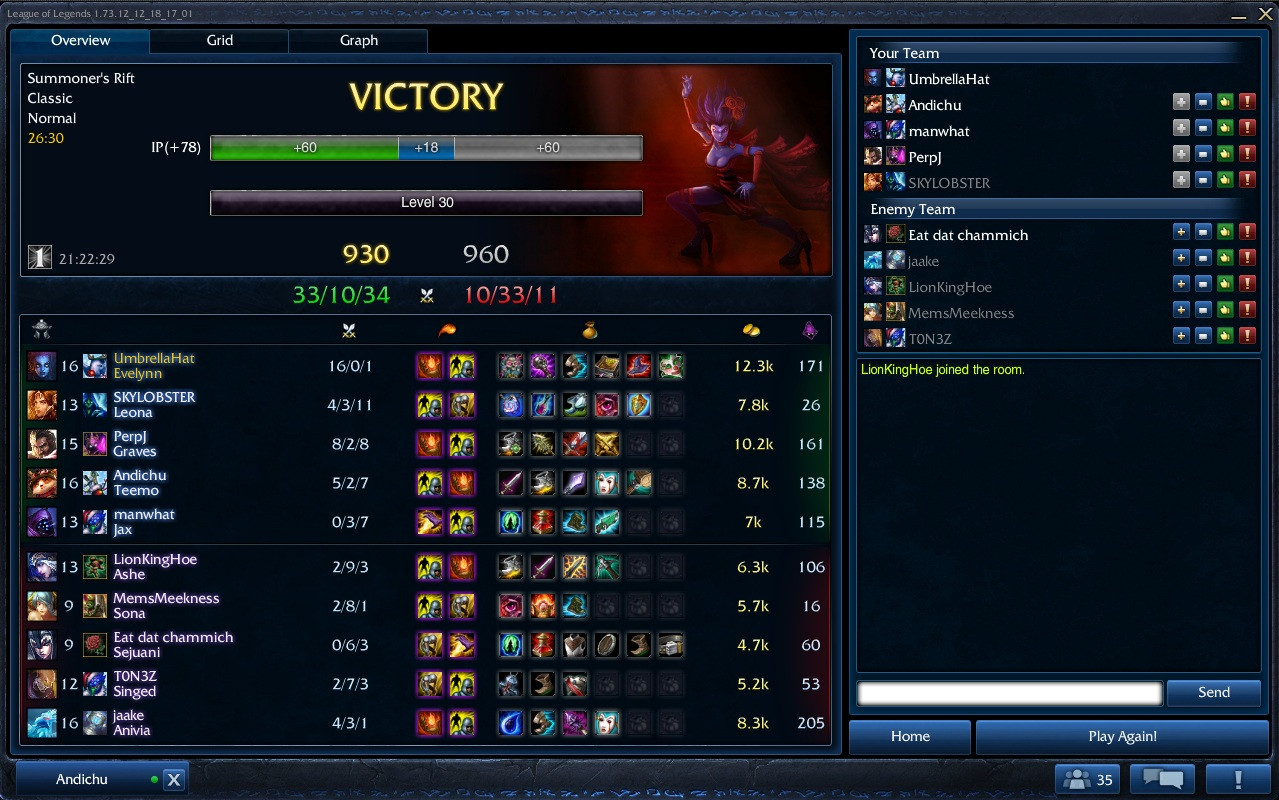 League of Legends 1.73.12_12_18_17_01
Overview Grid Graph
Summoner's Rift
Classic
Normal
26:30
VICTORY
IP(+78) +60 +18 +60
Level 30
1 21:22:29
930 960
33/10/34 10/33/11
16 UmbrellaHat 16/0/1 12.3k 171
Evelynn
13 SKYLOBSTER 4/3/11 7.8k 26
Leona
15 PerpJ 8/2/8 10.2k 161
Graves
16 Andichu 5/2/7 8.7k 138
Teemo
13 manwhat 0/3/7 7k 115
Jax
13 LionKingHoe 2/9/3 6.3k 106
Ashe
9 MemsMeekness 2/8/1 5.7k 16
Sona
9 Eat dat chammich 0/6/3 4.7k 60
Sejuani
12 T0N3Z 2/7/3 5.2k 53
Singed
16 jaake 4/3/1 8.3k 205
Anivia
Your Team
UmbrellaHat
Andichu
manwhat
PerpJ
SKYLOBSTER
Enemy Team
Eat dat chammich
jaake
LionKingHoe
MemsMeekness
T0N3Z
LionKingHoe joined the room.
Send
Home Play Again!
Andichu X 35 !